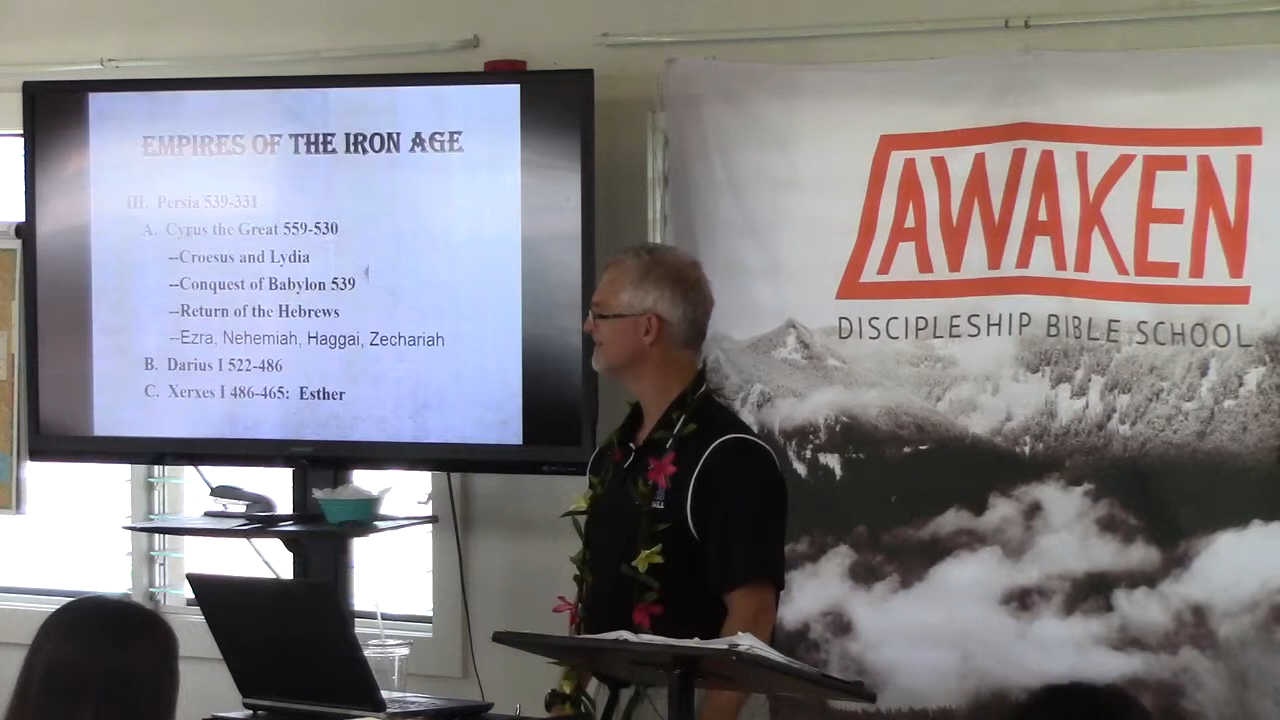 EMPIRES OF THE IRON AGE
III. Persia 539-331
A. Cyrus the Great 559-530
--Croesus and Lydia
--Conquest of Babylon 539
--Return of the Hebrews
--Ezra, Nehemiah, Haggai, Zechariah
B. Darius I 522-486
C. Xerxes I 486-465: Esther
AWAKEN
DISCIPLESHIP BIBLE SCHOOL